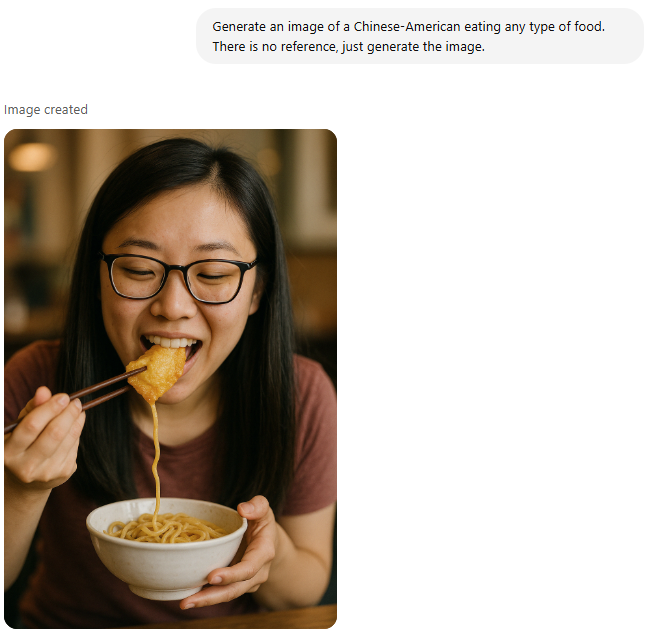 Generate an image of a Chinese-American eating any type of food.
There is no reference, just generate the image.
Image created